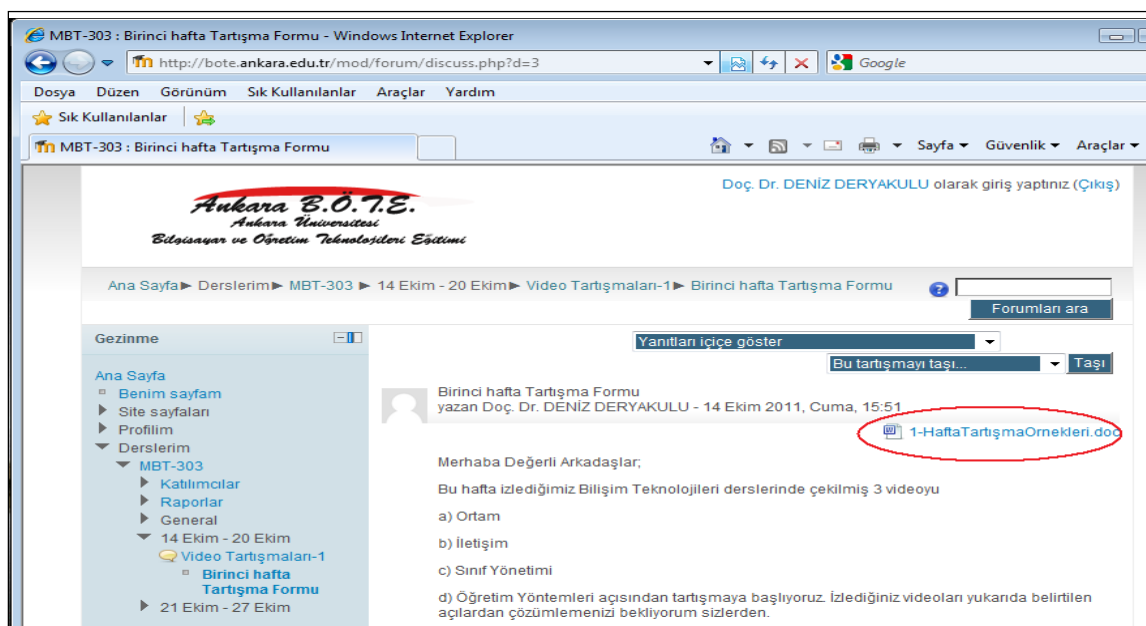 MBT-303 : Birinci hafta Tartışma Formu - Windows Internet Explorer
http://bote.ankara.edu.tr/mod/forum/discuss.php?d=3
Google
Dosya Düzen Görünüm Sık Kullanılanlar Araçlar Yardım
Sık Kullanılanlar
MBT-303 : Birinci hafta Tartışma Formu
Sayfa Güvenlik Araçlar
Doç. Dr. DENİZ DERYAKULU olarak giriş yaptınız (Çıkış)
Ankara B.Ö.T.E.
Ankara Üniversitesi
Bilgisayar ve Öğretim Teknolojileri Eğitimi
Ana Sayfa► Derslerim► MBT-303 ► 14 Ekim - 20 Ekim► Video Tartışmaları-1► Birinci hafta Tartışma Formu
Forumları ara
Gezinme
Ana Sayfa
Benim sayfam
Site sayfaları
Profilim
Derslerim
MBT-303
Katılımcılar
Raporlar
General
14 Ekim - 20 Ekim
Video Tartışmaları-1
Birinci hafta
Tartışma Formu
21 Ekim - 27 Ekim
Yanıtları içiçe göster
Bu tartışmayı taşı...
Taşı
Birinci hafta Tartışma Formu
yazan Doç. Dr. DENİZ DERYAKULU - 14 Ekim 2011, Cuma, 15:51
1-HaftaTartışmaOrnekleri.doc
Merhaba Değerli Arkadaşlar;
Bu hafta izlediğimiz Bilişim Teknolojileri derslerinde çekilmiş 3 videoyu
a) Ortam
b) İletişim
c) Sınıf Yönetimi
d) Öğretim Yöntemleri açısından tartışmaya başlıyoruz. İzlediğiniz videoları yukarıda belirtilen
açılardan çözümlemenizi bekliyorum sizlerden.